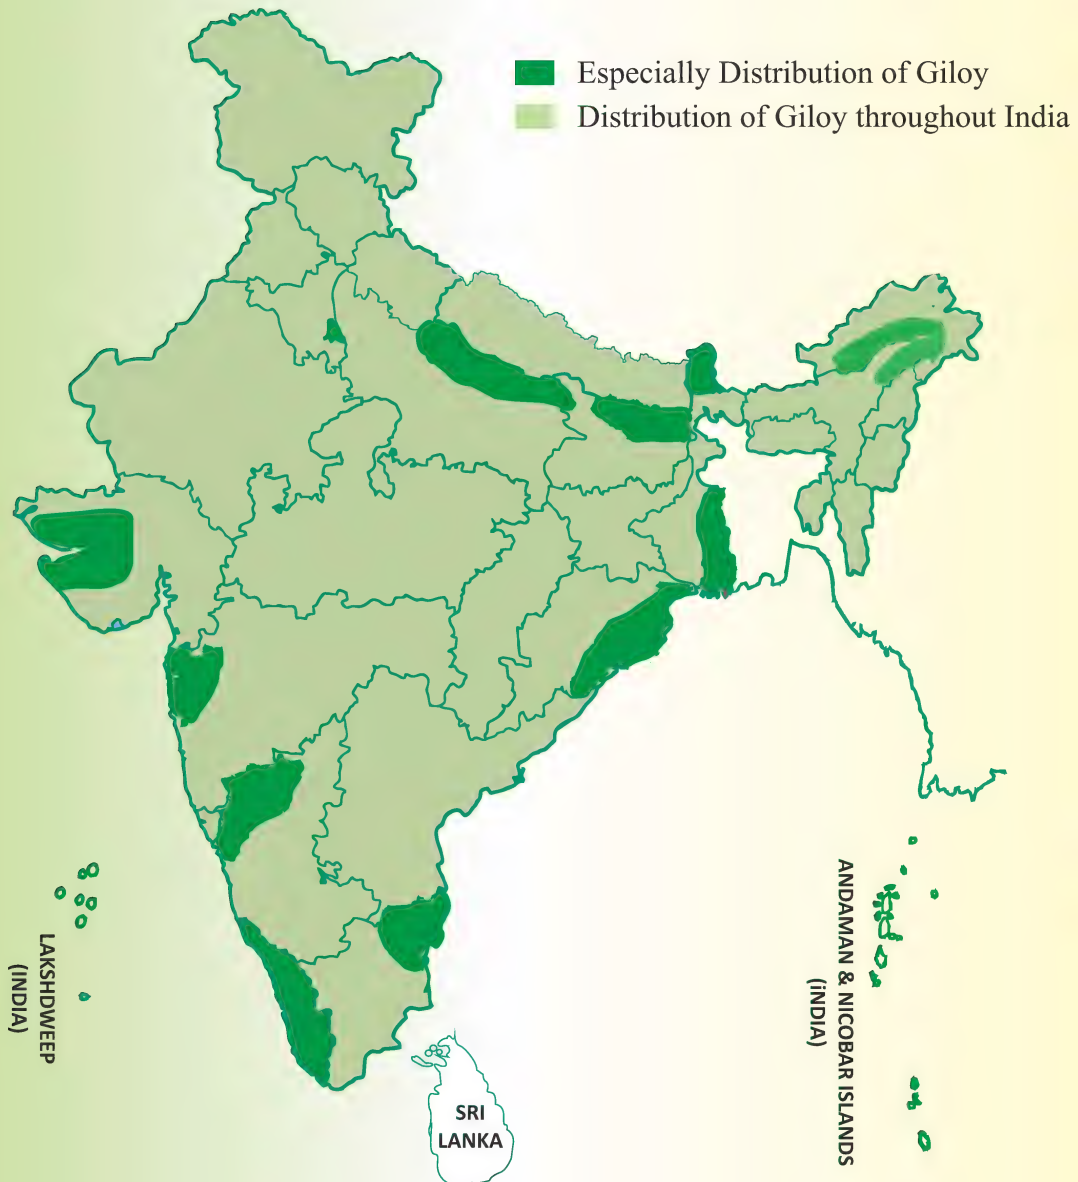 Especially Distribution of Giloy
Distribution of Giloy throughout India
LAKSHDWEEP
(INDIA)
ANDAMAN & NICOBAR ISLANDS
(iNDIA)
SRI
LANKA